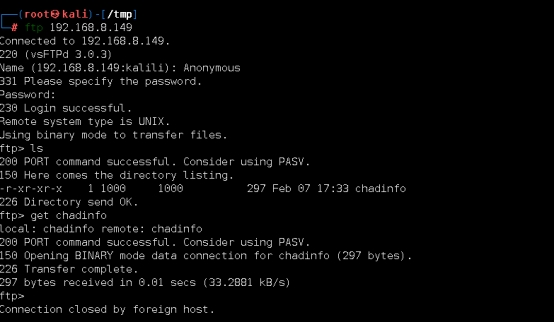 ┌──(root㉿kali)-[/tmp]
└─# ftp 192.168.8.149
Connected to 192.168.8.149.
220 (vsFTPd 3.0.3)
Name (192.168.8.149:kalili): Anonymous
331 Please specify the password.
Password:
230 Login successful.
Remote system type is UNIX.
Using binary mode to transfer files.
ftp> ls
200 PORT command successful. Consider using PASV.
150 Here comes the directory listing.
-r-xr-xr-x    1 1000     1000          297 Feb 07 17:33 chadinfo
226 Directory send OK.
ftp> get chadinfo
local: chadinfo remote: chadinfo
200 PORT command successful. Consider using PASV.
150 Opening BINARY mode data connection for chadinfo (297 bytes).
226 Transfer complete.
297 bytes received in 0.01 secs (33.2881 kB/s)
ftp>
Connection closed by foreign host.